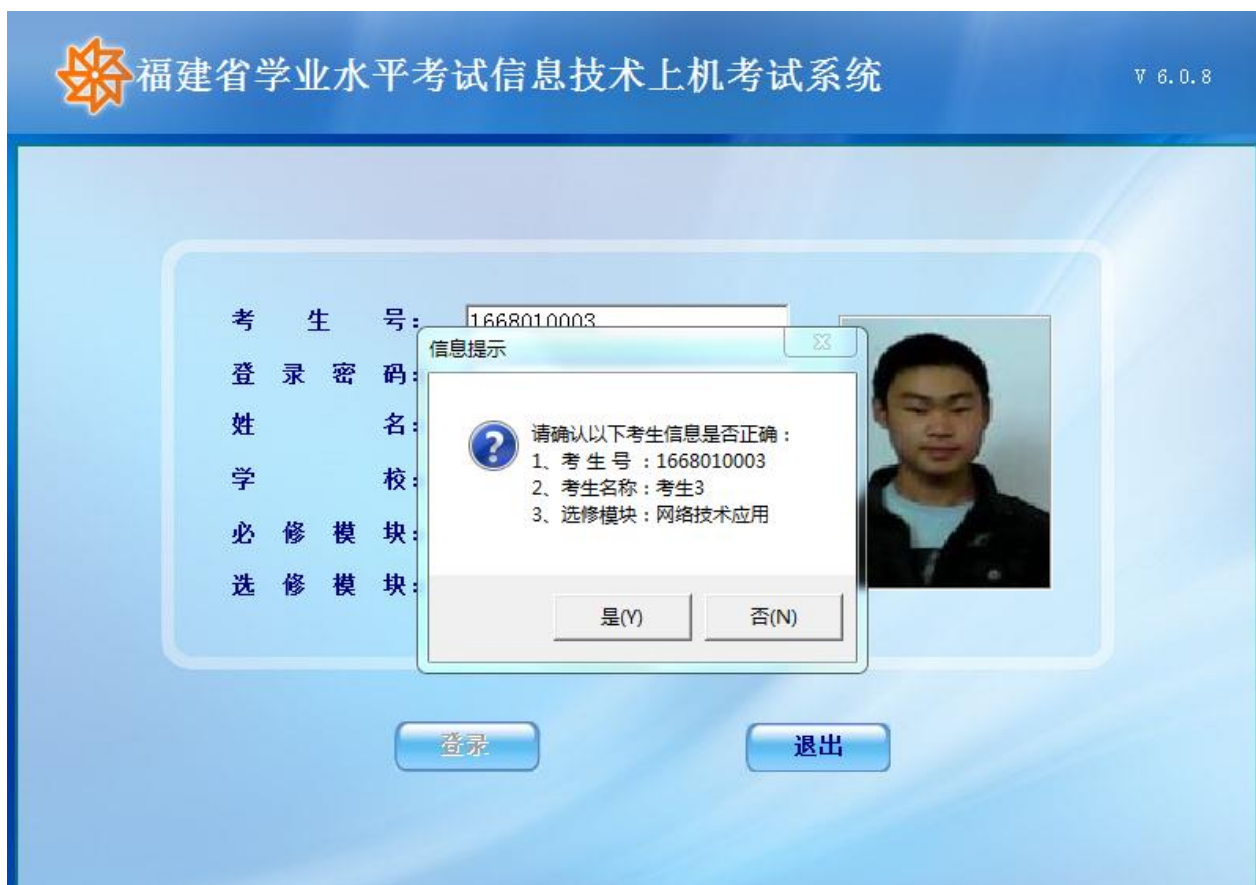 福建省学业水平考试信息技术上机考试系统
V 6.0.8
考生号：
1668010003
登录密码：
姓名：
学校：
必修模块：
选修模块：
信息提示
请确认以下考生信息是否正确：
1、考 生 号 ：1668010003
2、考生名称：考生3
3、选修模块：网络技术应用
是(Y)
否(N)
登录
退出